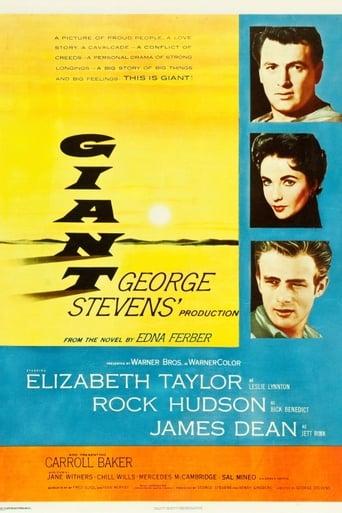 A PICTURE OF PROUD PEOPLE, A LOVE
STORY – A CAVALCADE – A CONFLICT OF
CREEDS – A PERSONAL DRAMA OF STRONG
LONGINGS – A BIG STORY OF BIG THINGS
AND BIG FEELINGS – THIS IS GIANT!
GIANT
GEORGE
STEVENS'
PRODUCTION
FROM THE NOVEL BY EDNA FERBER
PRESENTED BY WARNER BROS. IN WARNERCOLOR
STARRING
ELIZABETH TAYLOR AS LESLIE LYNNTON
ROCK HUDSON AS BICK BENEDICT
JAMES DEAN AS JETT RINK
AND PRESENTING
CARROLL BAKER
JANE WITHERS · CHILL WILLS · MERCEDES McCAMBRIDGE · SAL MINEO